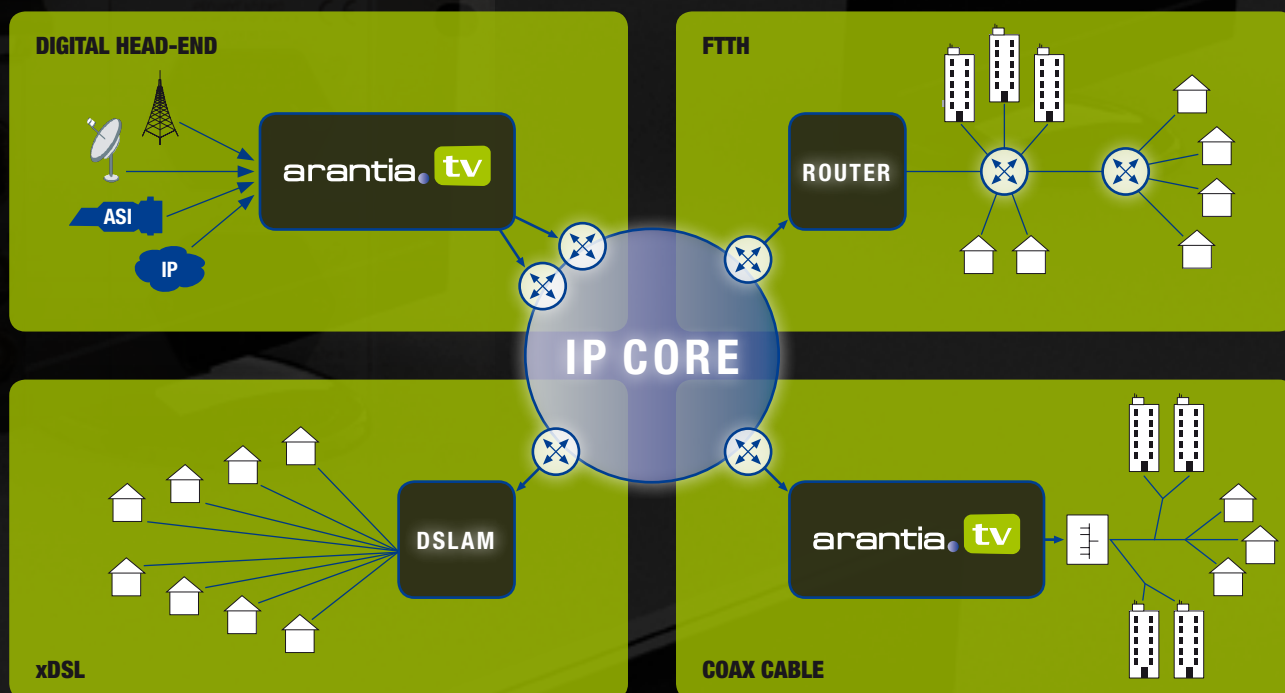 DIGITAL HEAD-END
arantia.tv
ASI
IP
FTTH
ROUTER
IP CORE
DSLAM
xDSL
arantia.tv
COAX CABLE